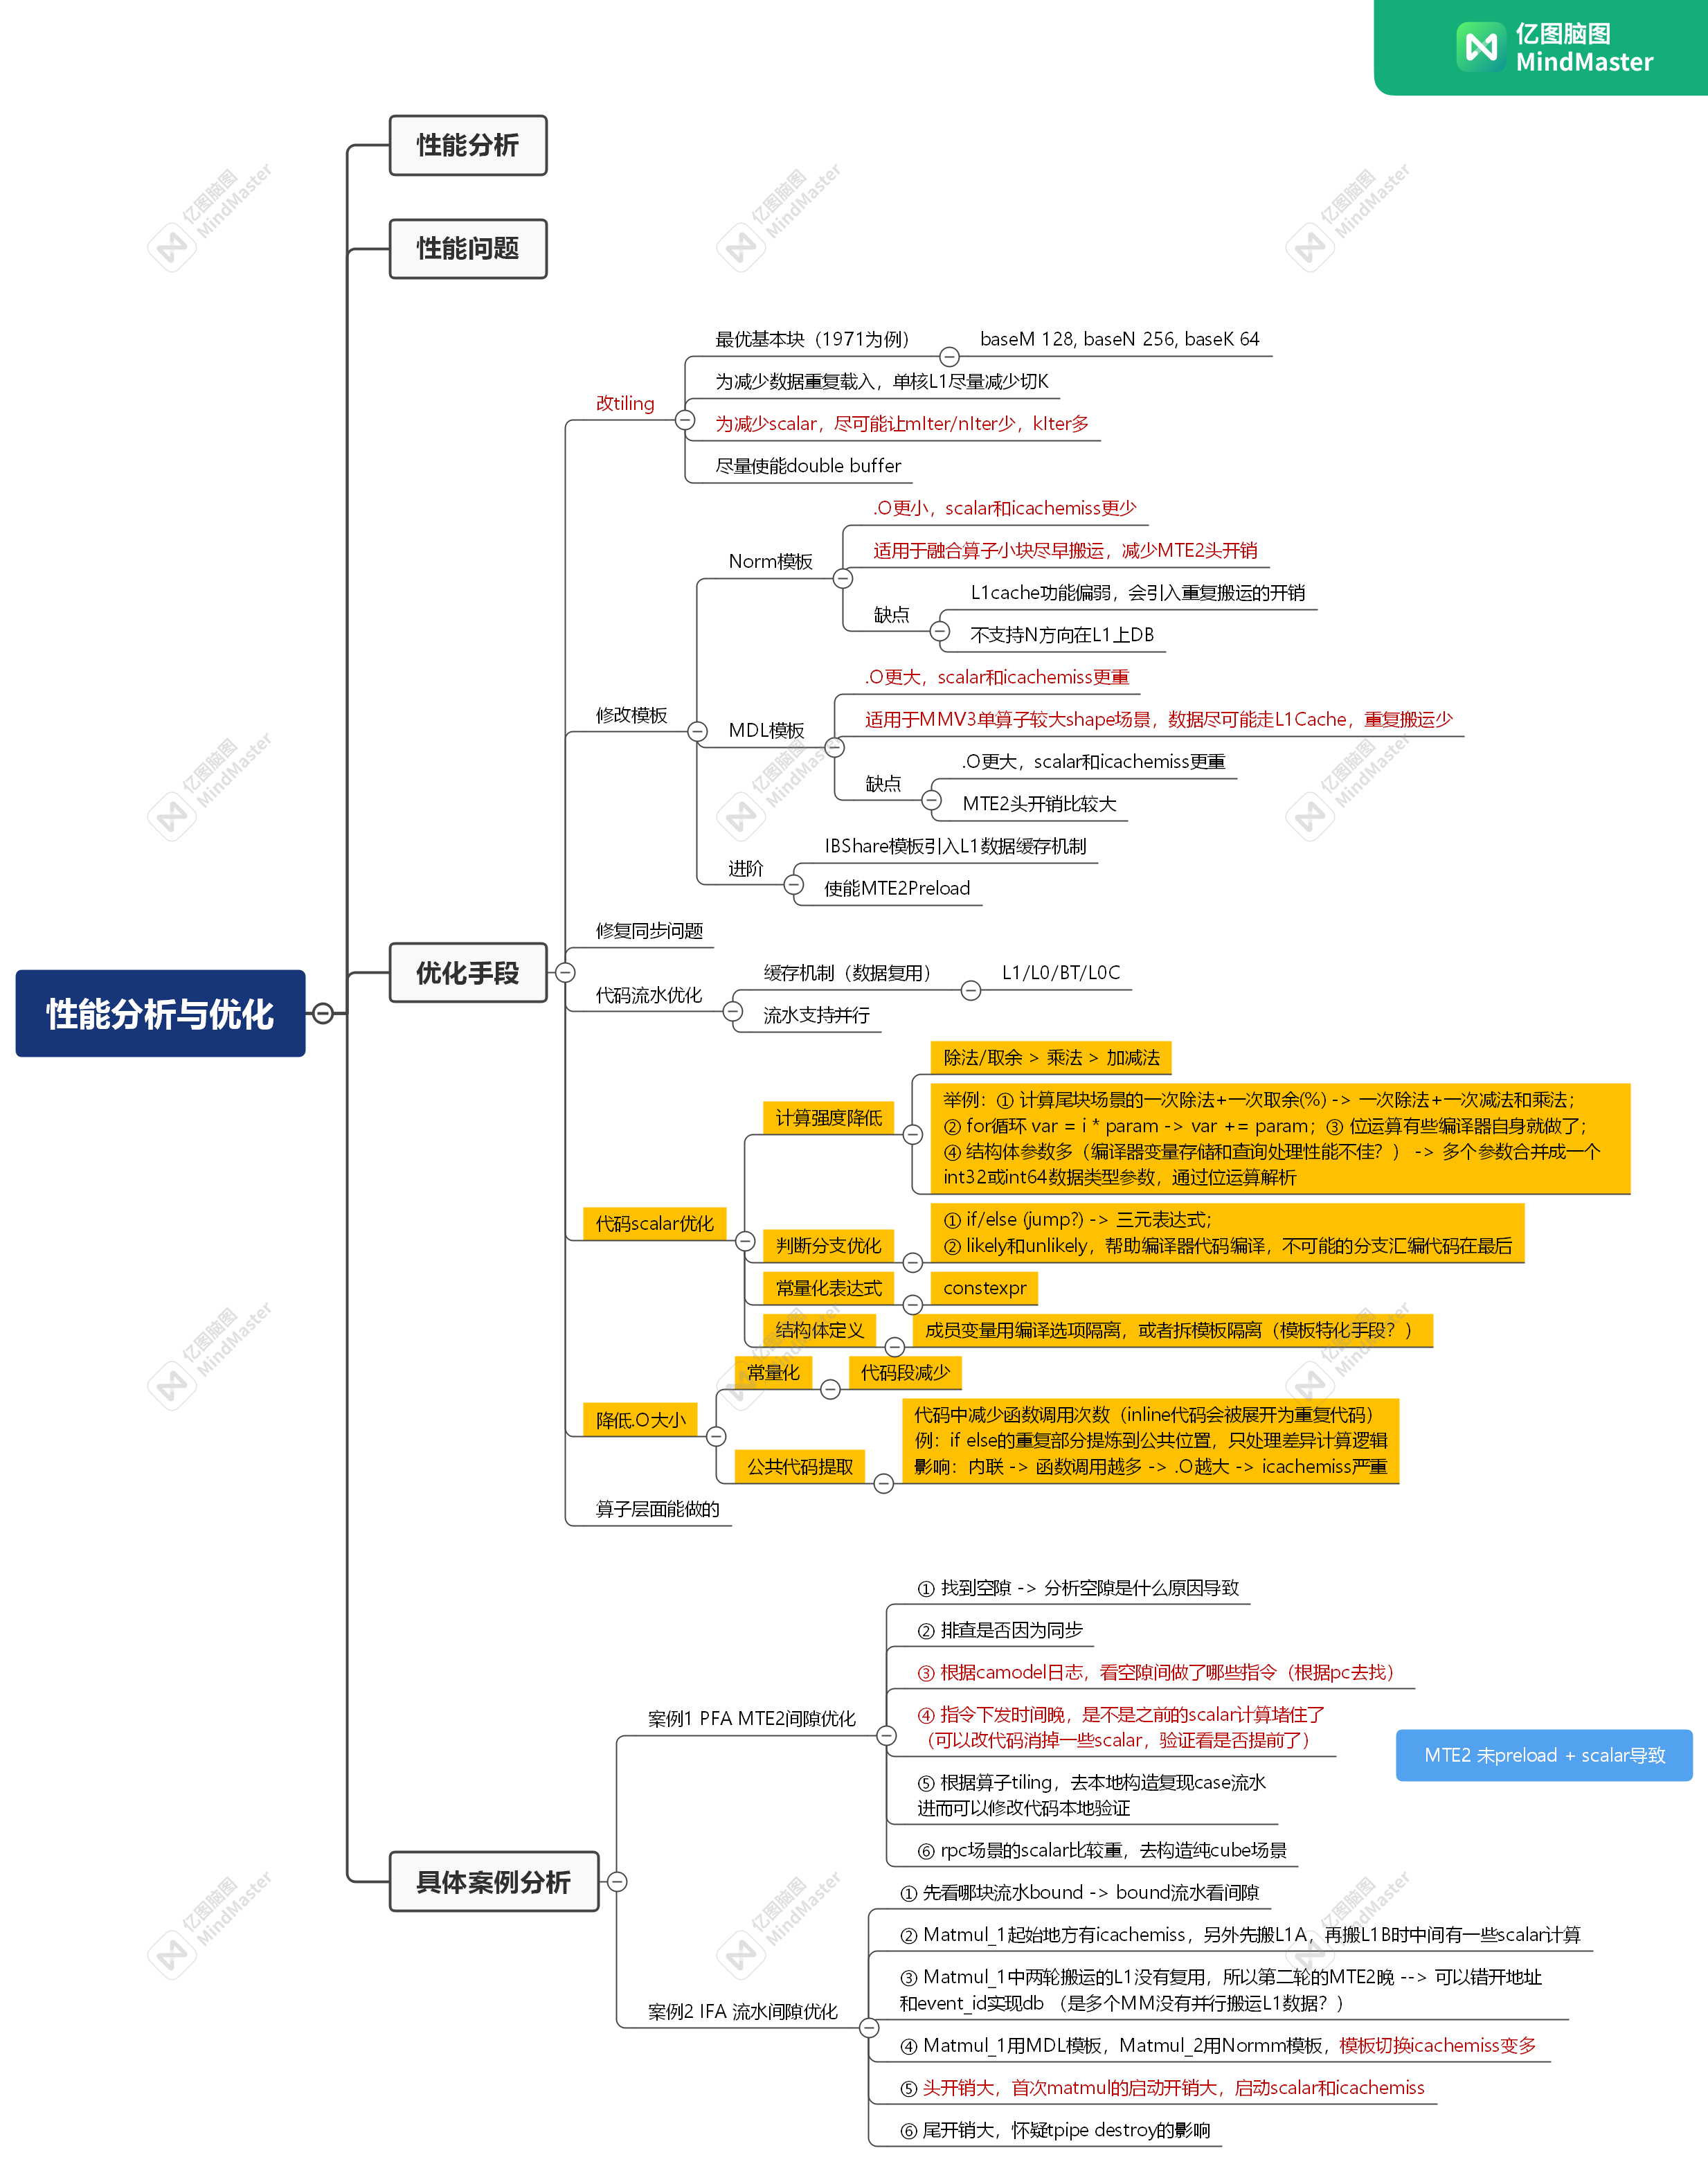 亿图脑图
MindMaster
性能分析
性能问题
最优基本块（1971为例）
baseM 128, baseN 256, baseK 64
为减少数据重复载入，单核L1尽量减少切K
改tiling
为减少scalar，尽可能让mIter/nIter少，kIter多
尽量使能double buffer
.O更小，scalar和icachemiss更少
适用于融合算子小块尽早搬运，减少MTE2头开销
Norm模板
L1cache功能偏弱，会引入重复搬运的开销
缺点
不支持N方向在L1上DB
.O更大，scalar和icachemiss更重
修改模板
适用于MMV3单算子较大shape场景，数据尽可能走L1Cache，重复搬运少
MDL模板
.O更大，scalar和icachemiss更重
缺点
MTE2头开销比较大
IBShare模板引入L1数据缓存机制
进阶
使能MTE2Preload
修复同步问题
优化手段
缓存机制（数据复用）
L1/L0/BT/L0C
代码流水优化
流水支持并行
性能分析与优化
除法/取余 > 乘法 > 加减法
计算强度降低
举例：① 计算尾块场景的一次除法+一次取余(%) -> 一次除法+一次减法和乘法；
② for循环 var = i * param -> var += param；③ 位运算有些编译器自身就做了；
④ 结构体参数多（编译器变量存储和查询处理性能不佳？） -> 多个参数合并成一个
int32或int64数据类型参数，通过位运算解析
代码scalar优化
判断分支优化
① if/else (jump?) -> 三元表达式；
② likely和unlikely，帮助编译器代码编译，不可能的分支汇编代码在最后
常量化表达式
constexpr
结构体定义
成员变量用编译选项隔离，或者拆模板隔离（模板特化手段？）
常量化
代码段减少
降低.O大小
公共代码提取
代码中减少函数调用次数（inline代码会被展开为重复代码）
例：if else的重复部分提炼到公共位置，只处理差异计算逻辑
影响：内联 -> 函数调用越多 -> .O越大 -> icachemiss严重
算子层面能做的
① 找到空隙 -> 分析空隙是什么原因导致
② 排查是否因为同步
③ 根据camodel日志，看空隙间做了哪些指令（根据pc去找）
案例1 PFA MTE2间隙优化
④ 指令下发时间晚，是不是之前的scalar计算堵住了
（可以改代码消掉一些scalar，验证看是否提前了）
MTE2 未preload + scalar导致
⑤ 根据算子tiling，去本地构造复现case流水
进而可以修改代码本地验证
⑥ rpc场景的scalar比较重，去构造纯cube场景
具体案例分析
① 先看哪块流水bound -> bound流水看间隙
② Matmul_1起始地方有icachemiss，另外先搬L1A，再搬L1B时中间有一些scalar计算
③ Matmul_1中两轮搬运的L1没有复用，所以第二轮的MTE2晚 --> 可以错开地址
和event_id实现db （是多个MM没有并行搬运L1数据？）
案例2 IFA 流水间隙优化
④ Matmul_1用MDL模板，Matmul_2用Normm模板，模板切换icachemiss变多
⑤ 头开销大，首次matmul的启动开销大，启动scalar和icachemiss
⑥ 尾开销大，怀疑tpipe destroy的影响